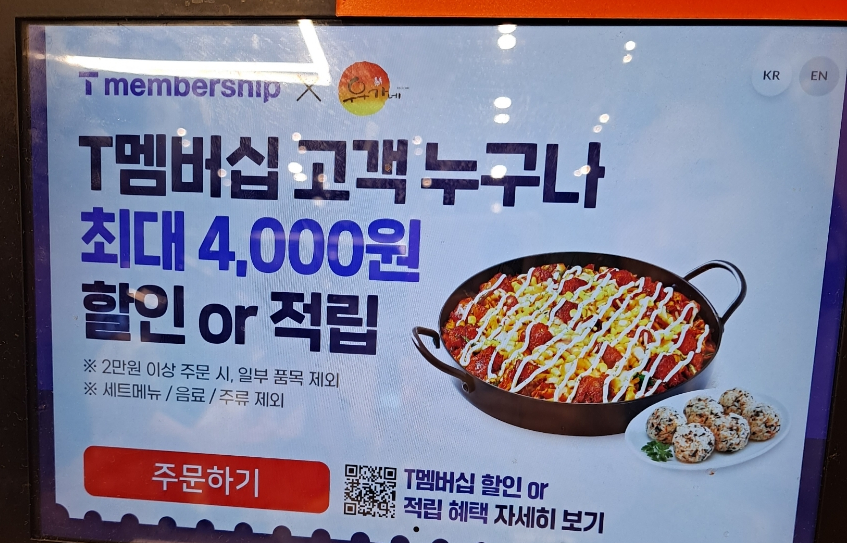 T membership × 유가네
KR EN
T멤버십 고객 누구나
최대 4,000원
할인 or 적립
※ 2만원 이상 주문 시, 일부 품목 제외
※ 세트메뉴 / 음료 / 주류 제외
주문하기
T멤버십 할인 or
적립 혜택 자세히 보기